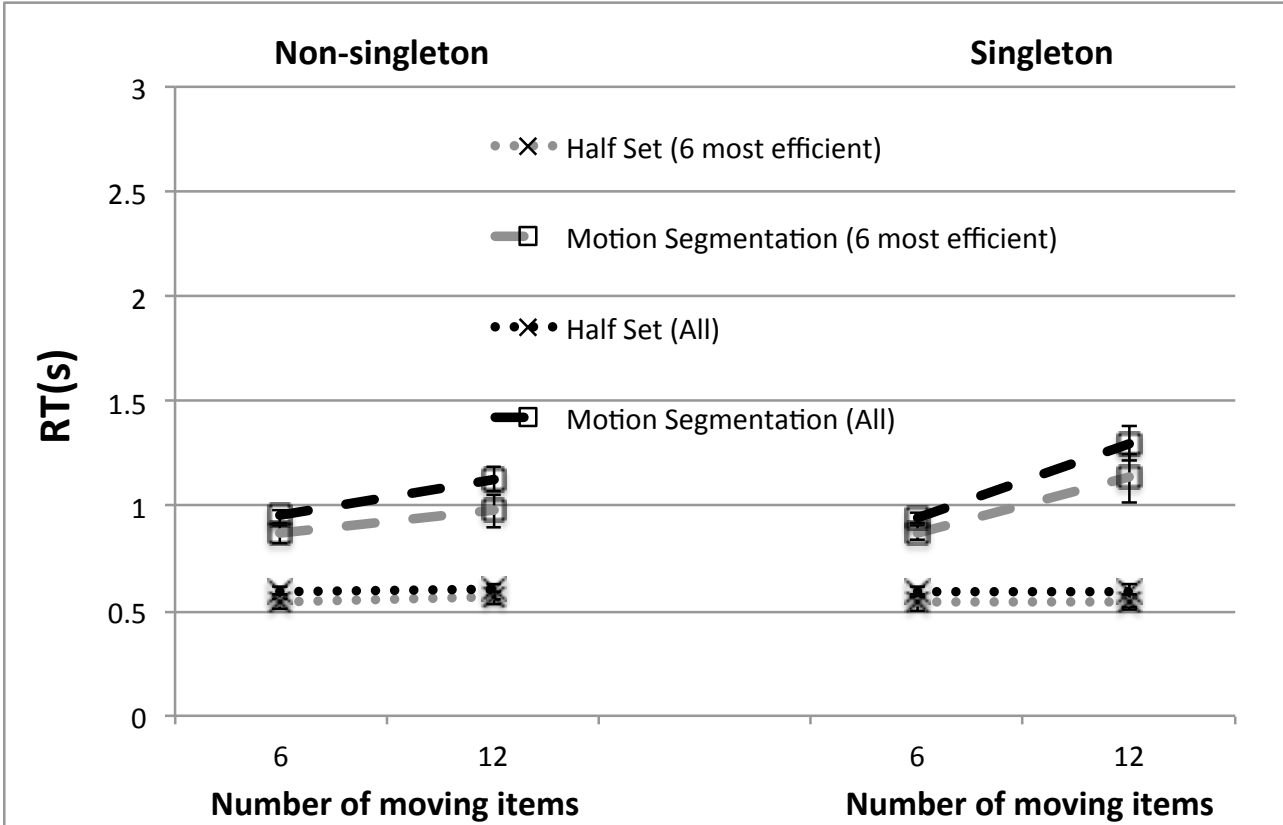 Non-singleton
Singleton
3
2.5
2
1.5
1
0.5
0
RT(s)
Half Set (6 most efficient)
Motion Segmentation (6 most efficient)
Half Set (All)
Motion Segmentation (All)
6
12
6
12
Number of moving items
Number of moving items